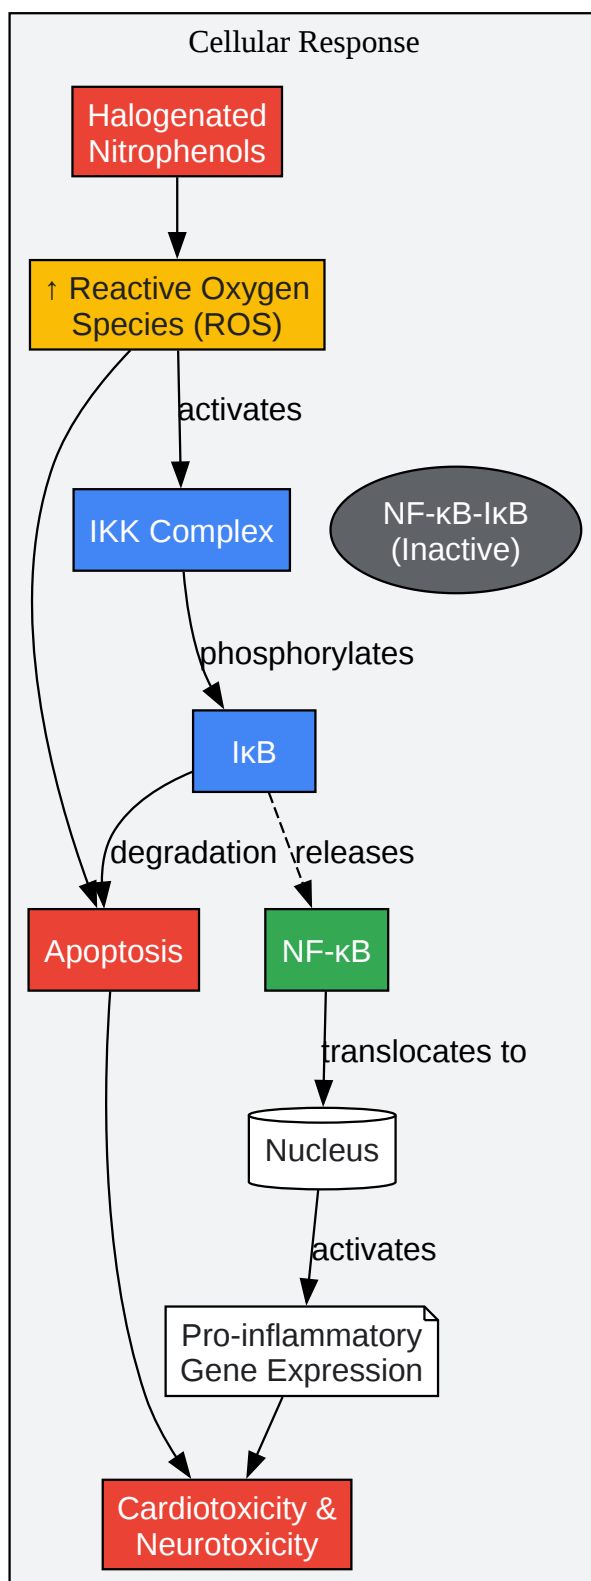 Cellular Response
Halogenated
Nitrophenols
↑ Reactive Oxygen
Species (ROS)
activates
IKK Complex
NF-κB-IκB
(Inactive)
phosphorylates
IκB
degradation
releases
Apoptosis
NF-κB
translocates to
Nucleus
activates
Pro-inflammatory
Gene Expression
Cardiotoxicity &
Neurotoxicity